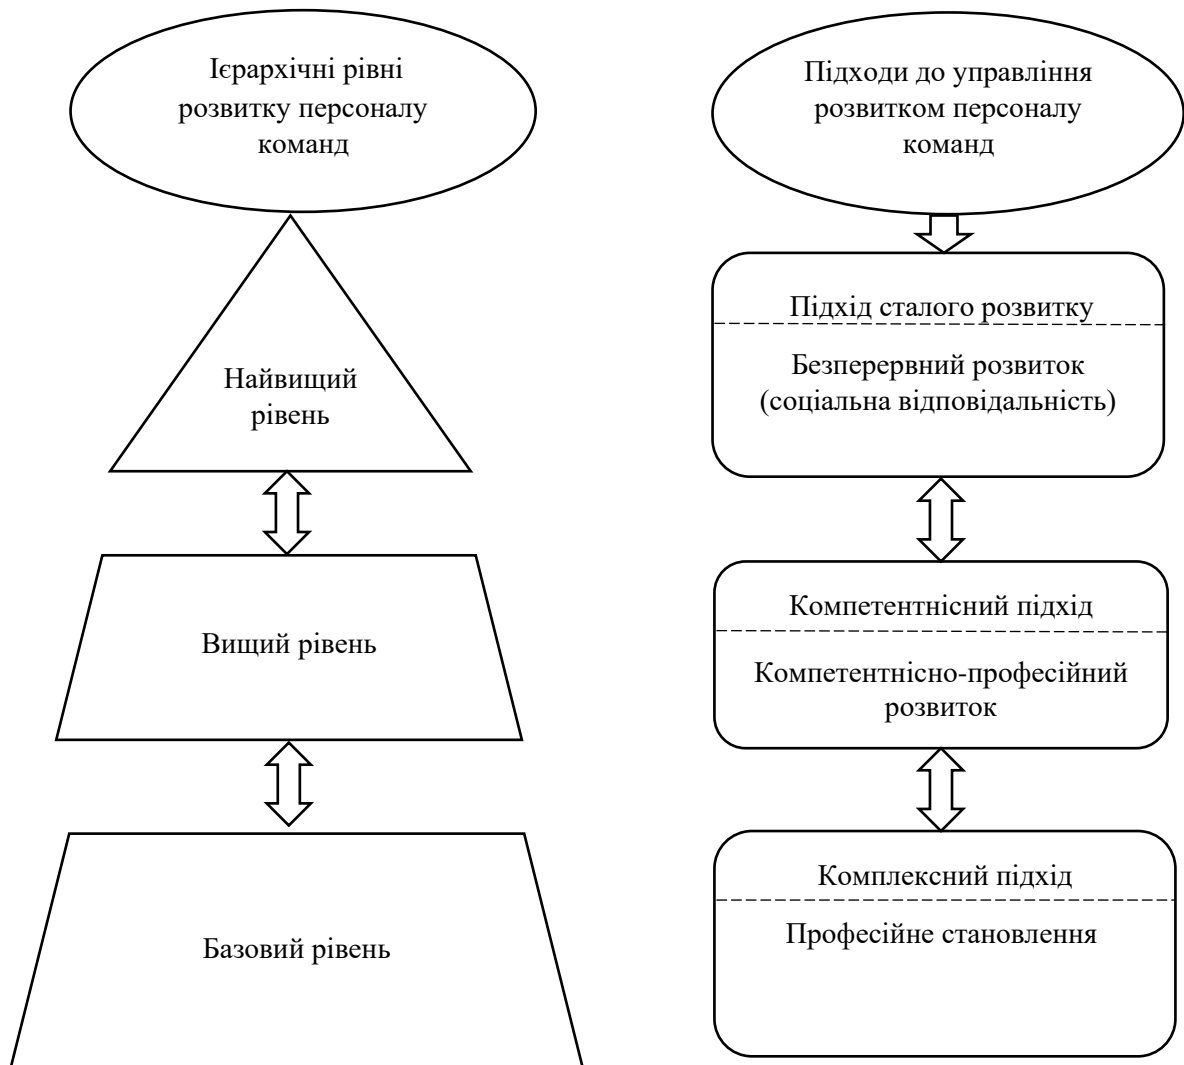 Ієрархічні рівні
розвитку персоналу
команд
Найвищий
рівень
Вищий рівень
Базовий рівень
Підходи до управління
розвитком персоналу
команд
Підхід сталого розвитку
Безперервний розвиток
(соціальна відповідальність)
Компетентнісний підхід
Компетентнісно-професійний
розвиток
Комплексний підхід
Професійне становлення